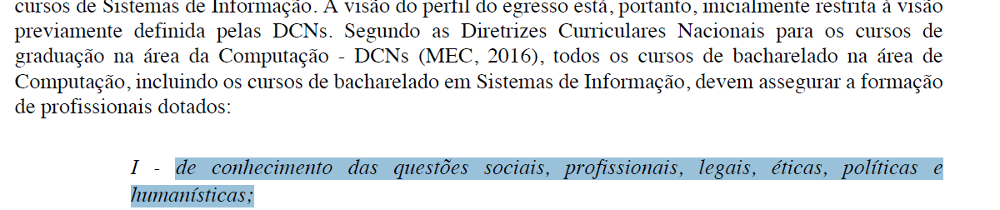 cursos de Sistemas de Informação. A visão do perfil do egresso está, portanto, inicialmente restrita à visão
previamente definida pelas DCNs. Segundo as Diretrizes Curriculares Nacionais para os cursos de
graduação na área da Computação - DCNs (MEC, 2016), todos os cursos de bacharelado na área de
Computação, incluindo os cursos de bacharelado em Sistemas de Informação, devem assegurar a formação
de profissionais dotados:
I - de conhecimento das questões sociais, profissionais, legais, éticas, políticas e
humanísticas;